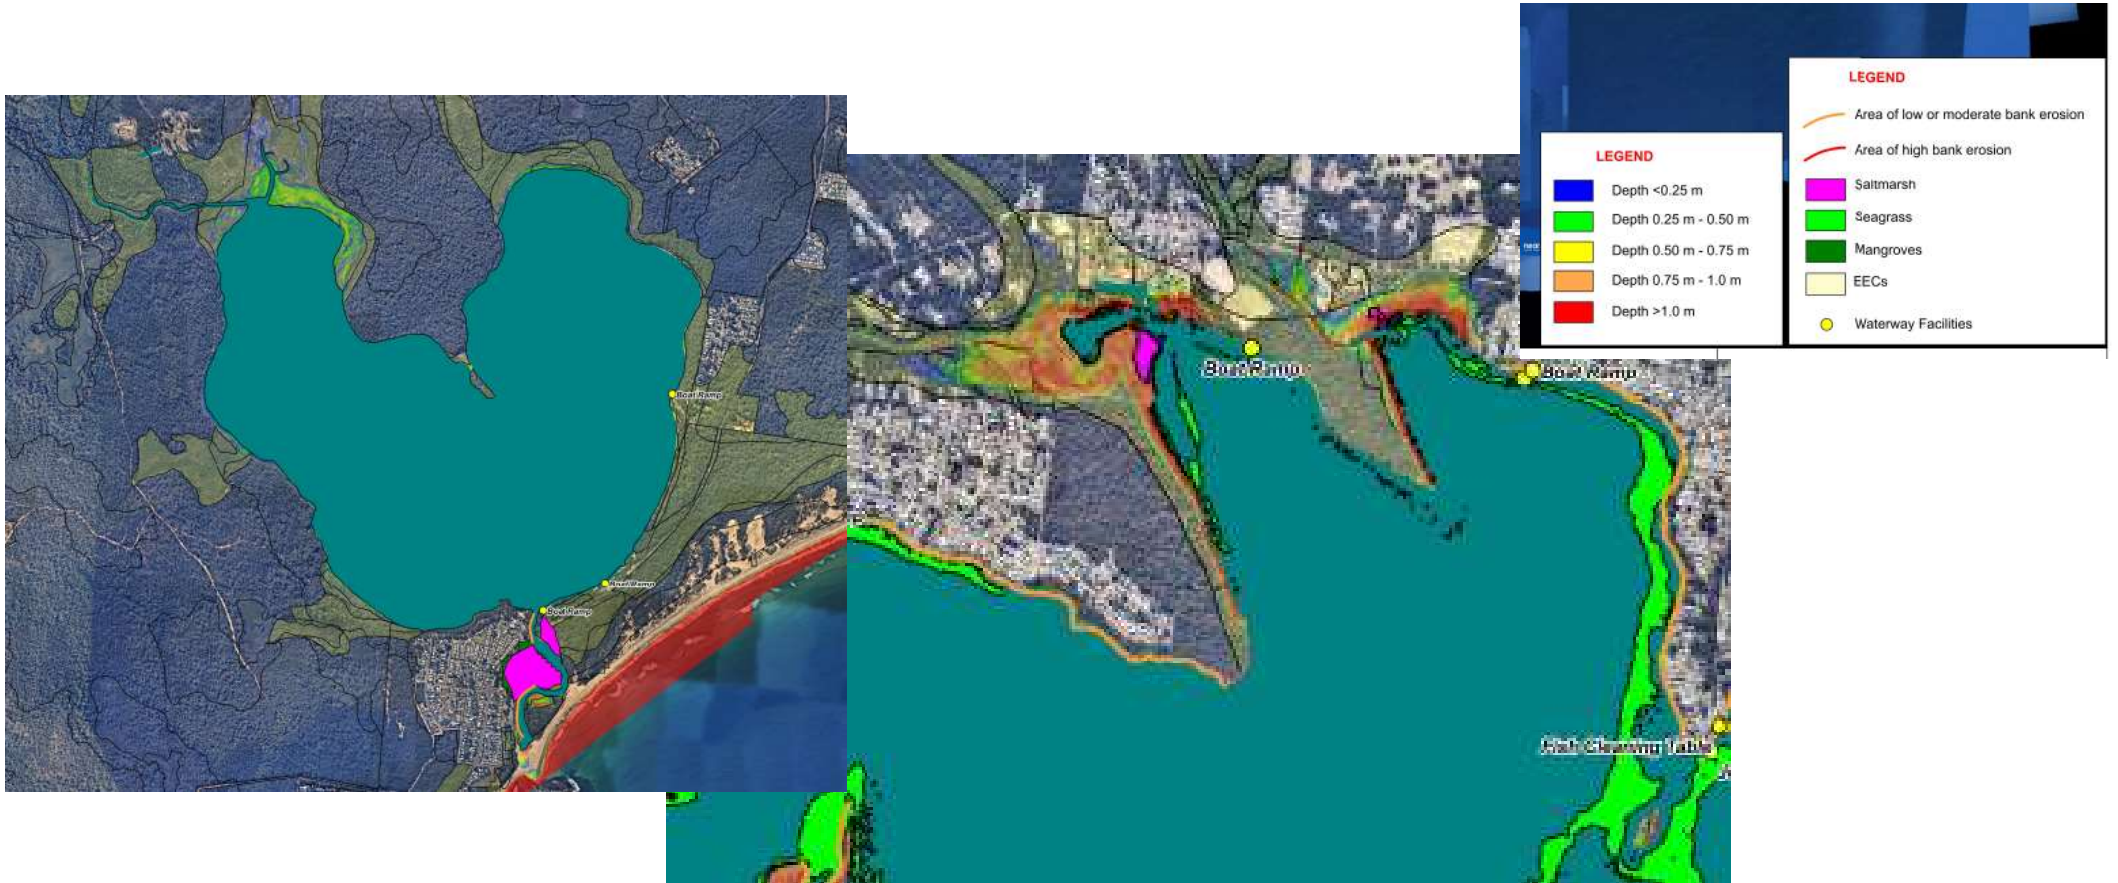 LEGEND
Depth <0.25 m
Depth 0.25 m - 0.50 m
Depth 0.50 m - 0.75 m
Depth 0.75 m - 1.0 m
Depth >1.0 m
LEGEND
Area of low or moderate bank erosion
Area of high bank erosion
Saltmarsh
Seagrass
Mangroves
EECs
Waterway Facilities
Boat Ramp
Boat Ramp
Boat Ramp
Boat Ramp
Boat Ramp
Fish Cleaning Table